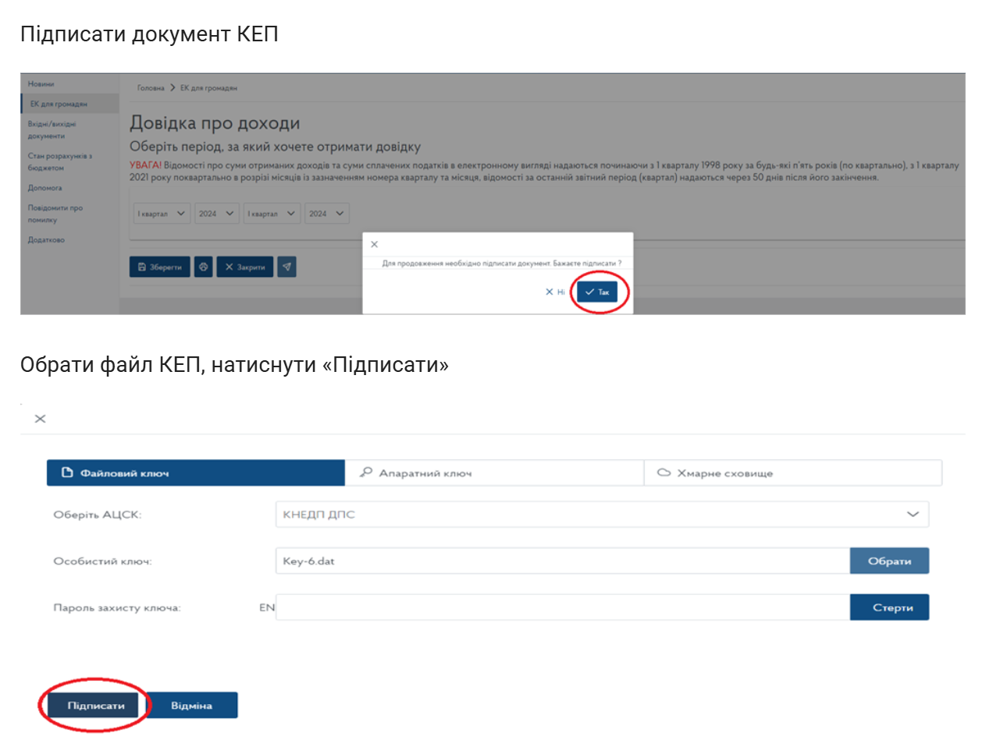 Підписати документ КЕП
Новини
ЕК для громадян
Вхідні/вихідні
документи
Стан розрахунків з
бюджетом
Допомога
Повідомити про
помилку
Додатково
Головна > ЕК для громадян
Довідка про доходи
Оберіть період, за який хочете отримати довідку
УВАГА! Відомості про суми отриманих доходів та суми сплачених податків в електронному вигляді надаються починаючи з 1 кварталу 1998 року за будь-які п'ять років (по квартально), з 1 кварталу
2021 року поквартально в розрізі місяців із зазначенням номера кварталу та місяця, відомості за останній звітний період (квартал) надаються через 50 днів після його закінчення.
I квартал 2024 I квартал 2024
Зберегти Закрити
Для продовження необхідно підписати документ. Бажаєте підписати ?
Ні Так
Обрати файл КЕП, натиснути «Підписати»
Файловий ключ Апаратний ключ Хмарне сховище
Оберіть АЦСК: КНЕДП ДПС
Особистий ключ: Key-6.dat Обрати
Пароль захисту ключа: EN Стерти
Підписати Відміна